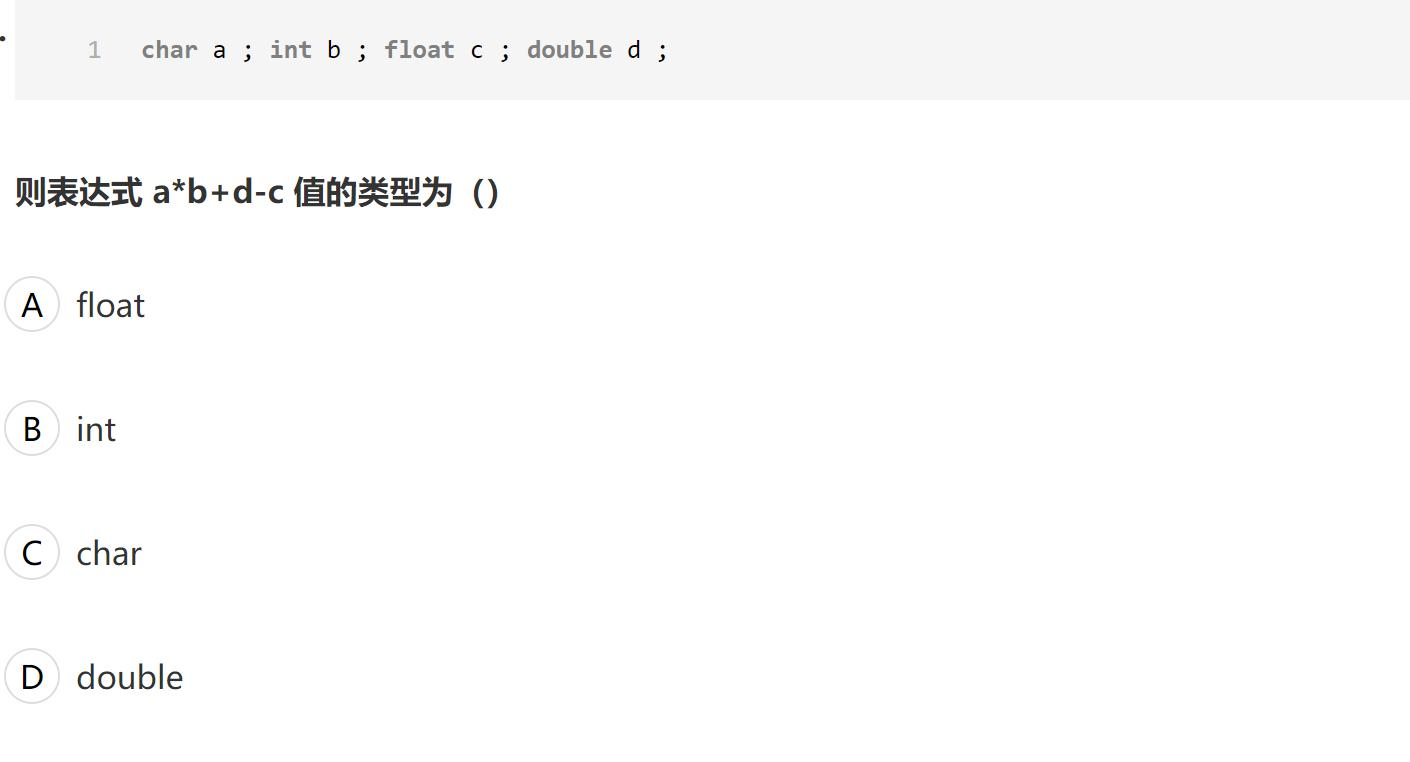 1 char a ; int b ; float c ; double d ;
则表达式 a*b+d-c 值的类型为（）
A float
B int
C char
D double